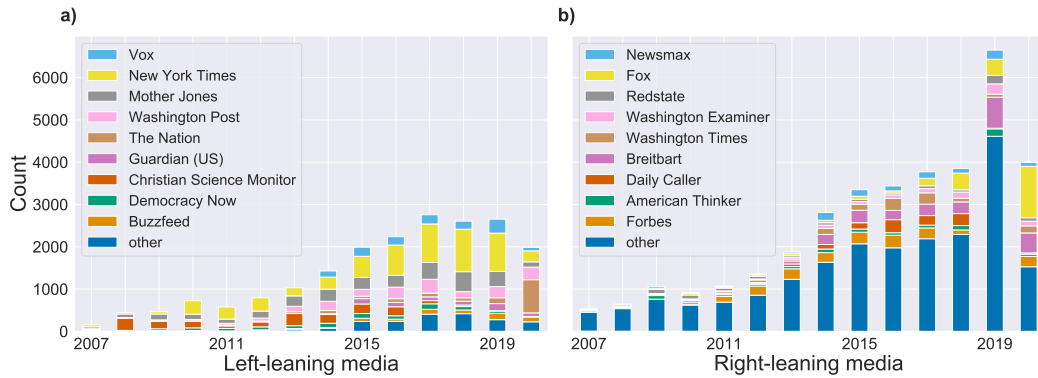 a)
Count
6000
5000
4000
3000
2000
1000
0
Vox
New York Times
Mother Jones
Washington Post
The Nation
Guardian (US)
Christian Science Monitor
Democracy Now
Buzzfeed
other
2007
2011
2015
2019
Left-leaning media
b)
Newsmax
Fox
Redstate
Washington Examiner
Washington Times
Breitbart
Daily Caller
American Thinker
Forbes
other
2007
2011
2015
2019
Right-leaning media